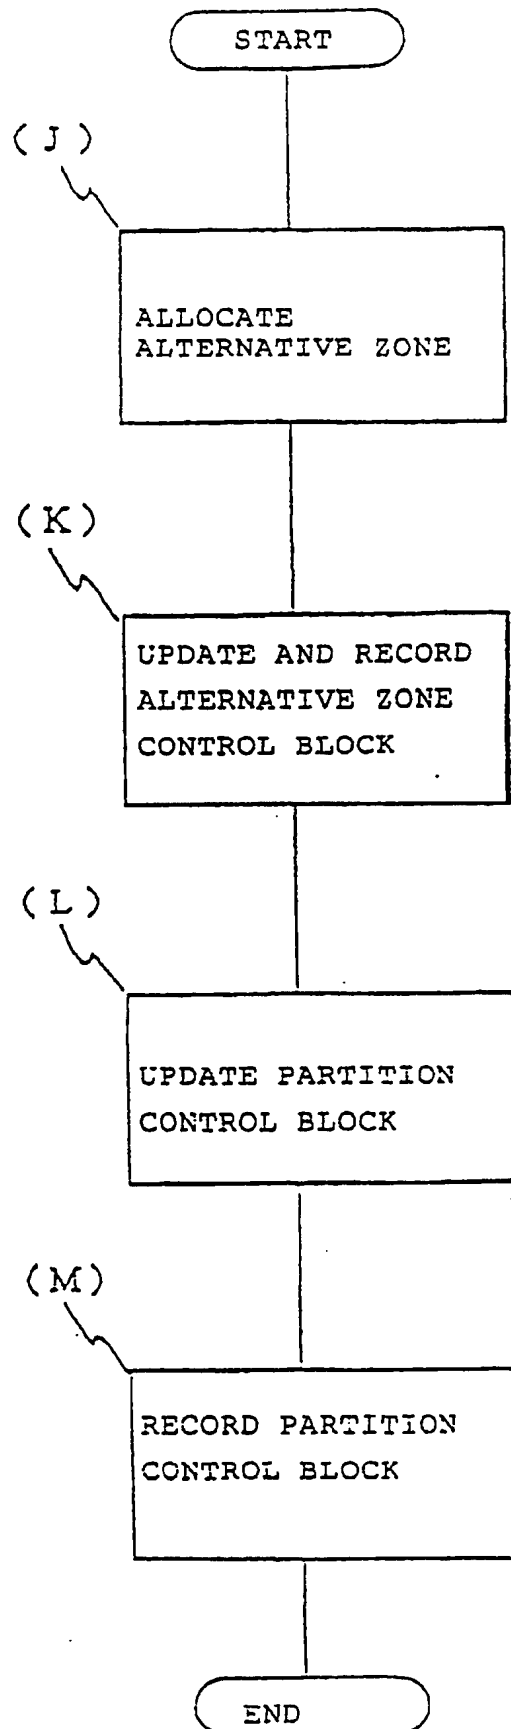 START
(J)
ALLOCATE
ALTERNATIVE ZONE
(K)
UPDATE AND RECORD
ALTERNATIVE ZONE
CONTROL BLOCK
(L)
UPDATE PARTITION
CONTROL BLOCK
(M)
RECORD PARTITION
CONTROL BLOCK
END